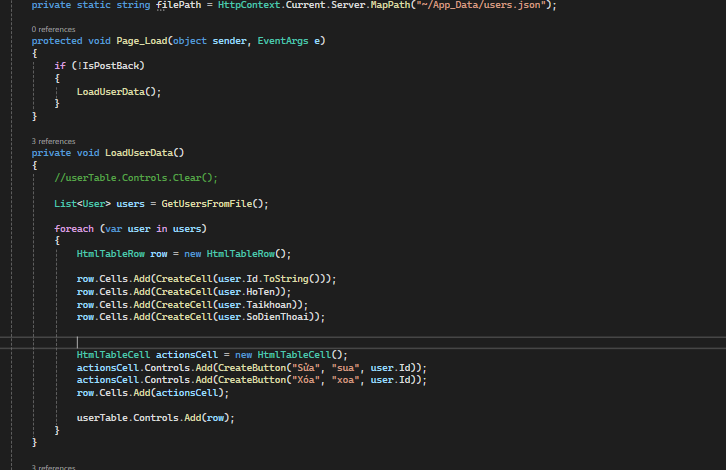 private static string filePath = HttpContext.Current.Server.MapPath("~/App_Data/users.json");
0 references
protected void Page_Load(object sender, EventArgs e)
{
if (!IsPostBack)
{
LoadUserData();
}
}
3 references
private void LoadUserData()
{
//userTable.Controls.Clear();
List<User> users = GetUsersFromFile();
foreach (var user in users)
{
HtmlTableRow row = new HtmlTableRow();
row.Cells.Add(CreateCell(user.Id.ToString()));
row.Cells.Add(CreateCell(user.HoTen));
row.Cells.Add(CreateCell(user.Taikhoan));
row.Cells.Add(CreateCell(user.SoDienThoai));
HtmlTableCell actionsCell = new HtmlTableCell();
actionsCell.Controls.Add(CreateButton("Sửa", "sua", user.Id));
actionsCell.Controls.Add(CreateButton("Xóa", "xoa", user.Id));
row.Cells.Add(actionsCell);
userTable.Controls.Add(row);
}
}
3 references